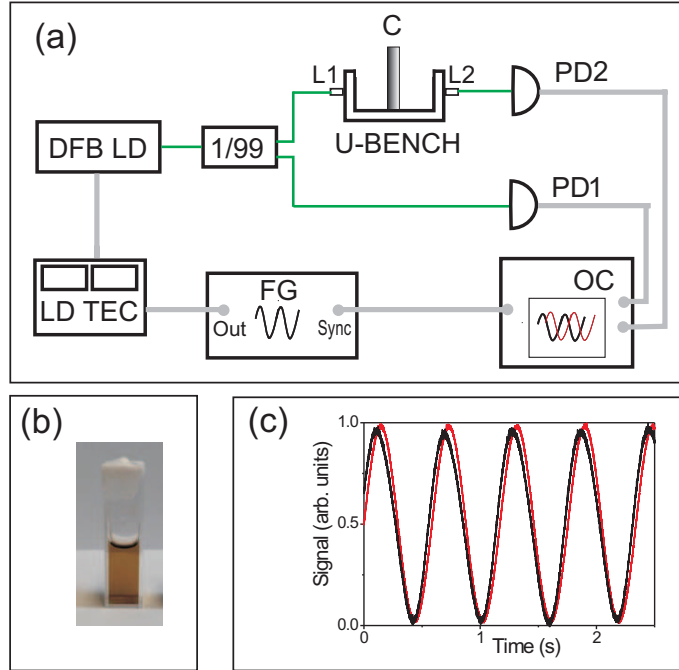 (a)
C
L1
L2
PD2
DFB LD
1/99
U-BENCH
PD1
LD TEC
FG
Out
Sync
OC
(b)
(c)
Signal (arb. units)
1.0
0.5
0.0
0
1
2
Time (s)